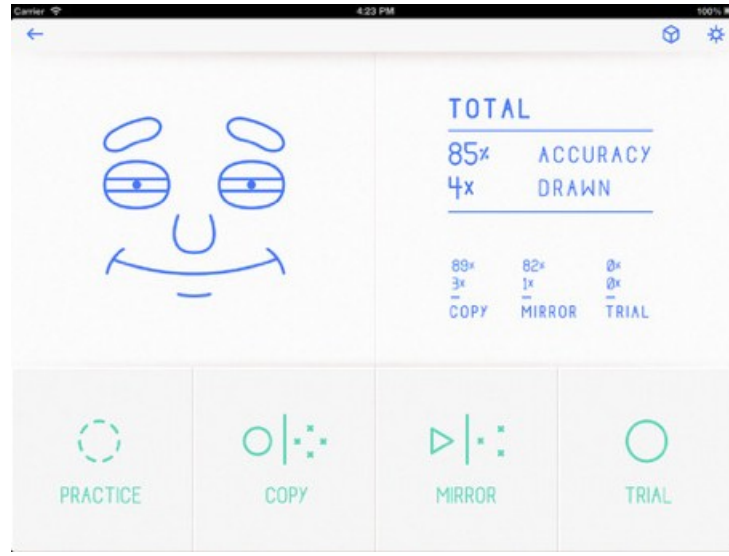 Carrier 4:23 PM 100%
TOTAL
85% ACCURACY
4x DRAWN
89% 82% 0%
3x 1x 0x
COPY MIRROR TRIAL
PRACTICE COPY MIRROR TRIAL